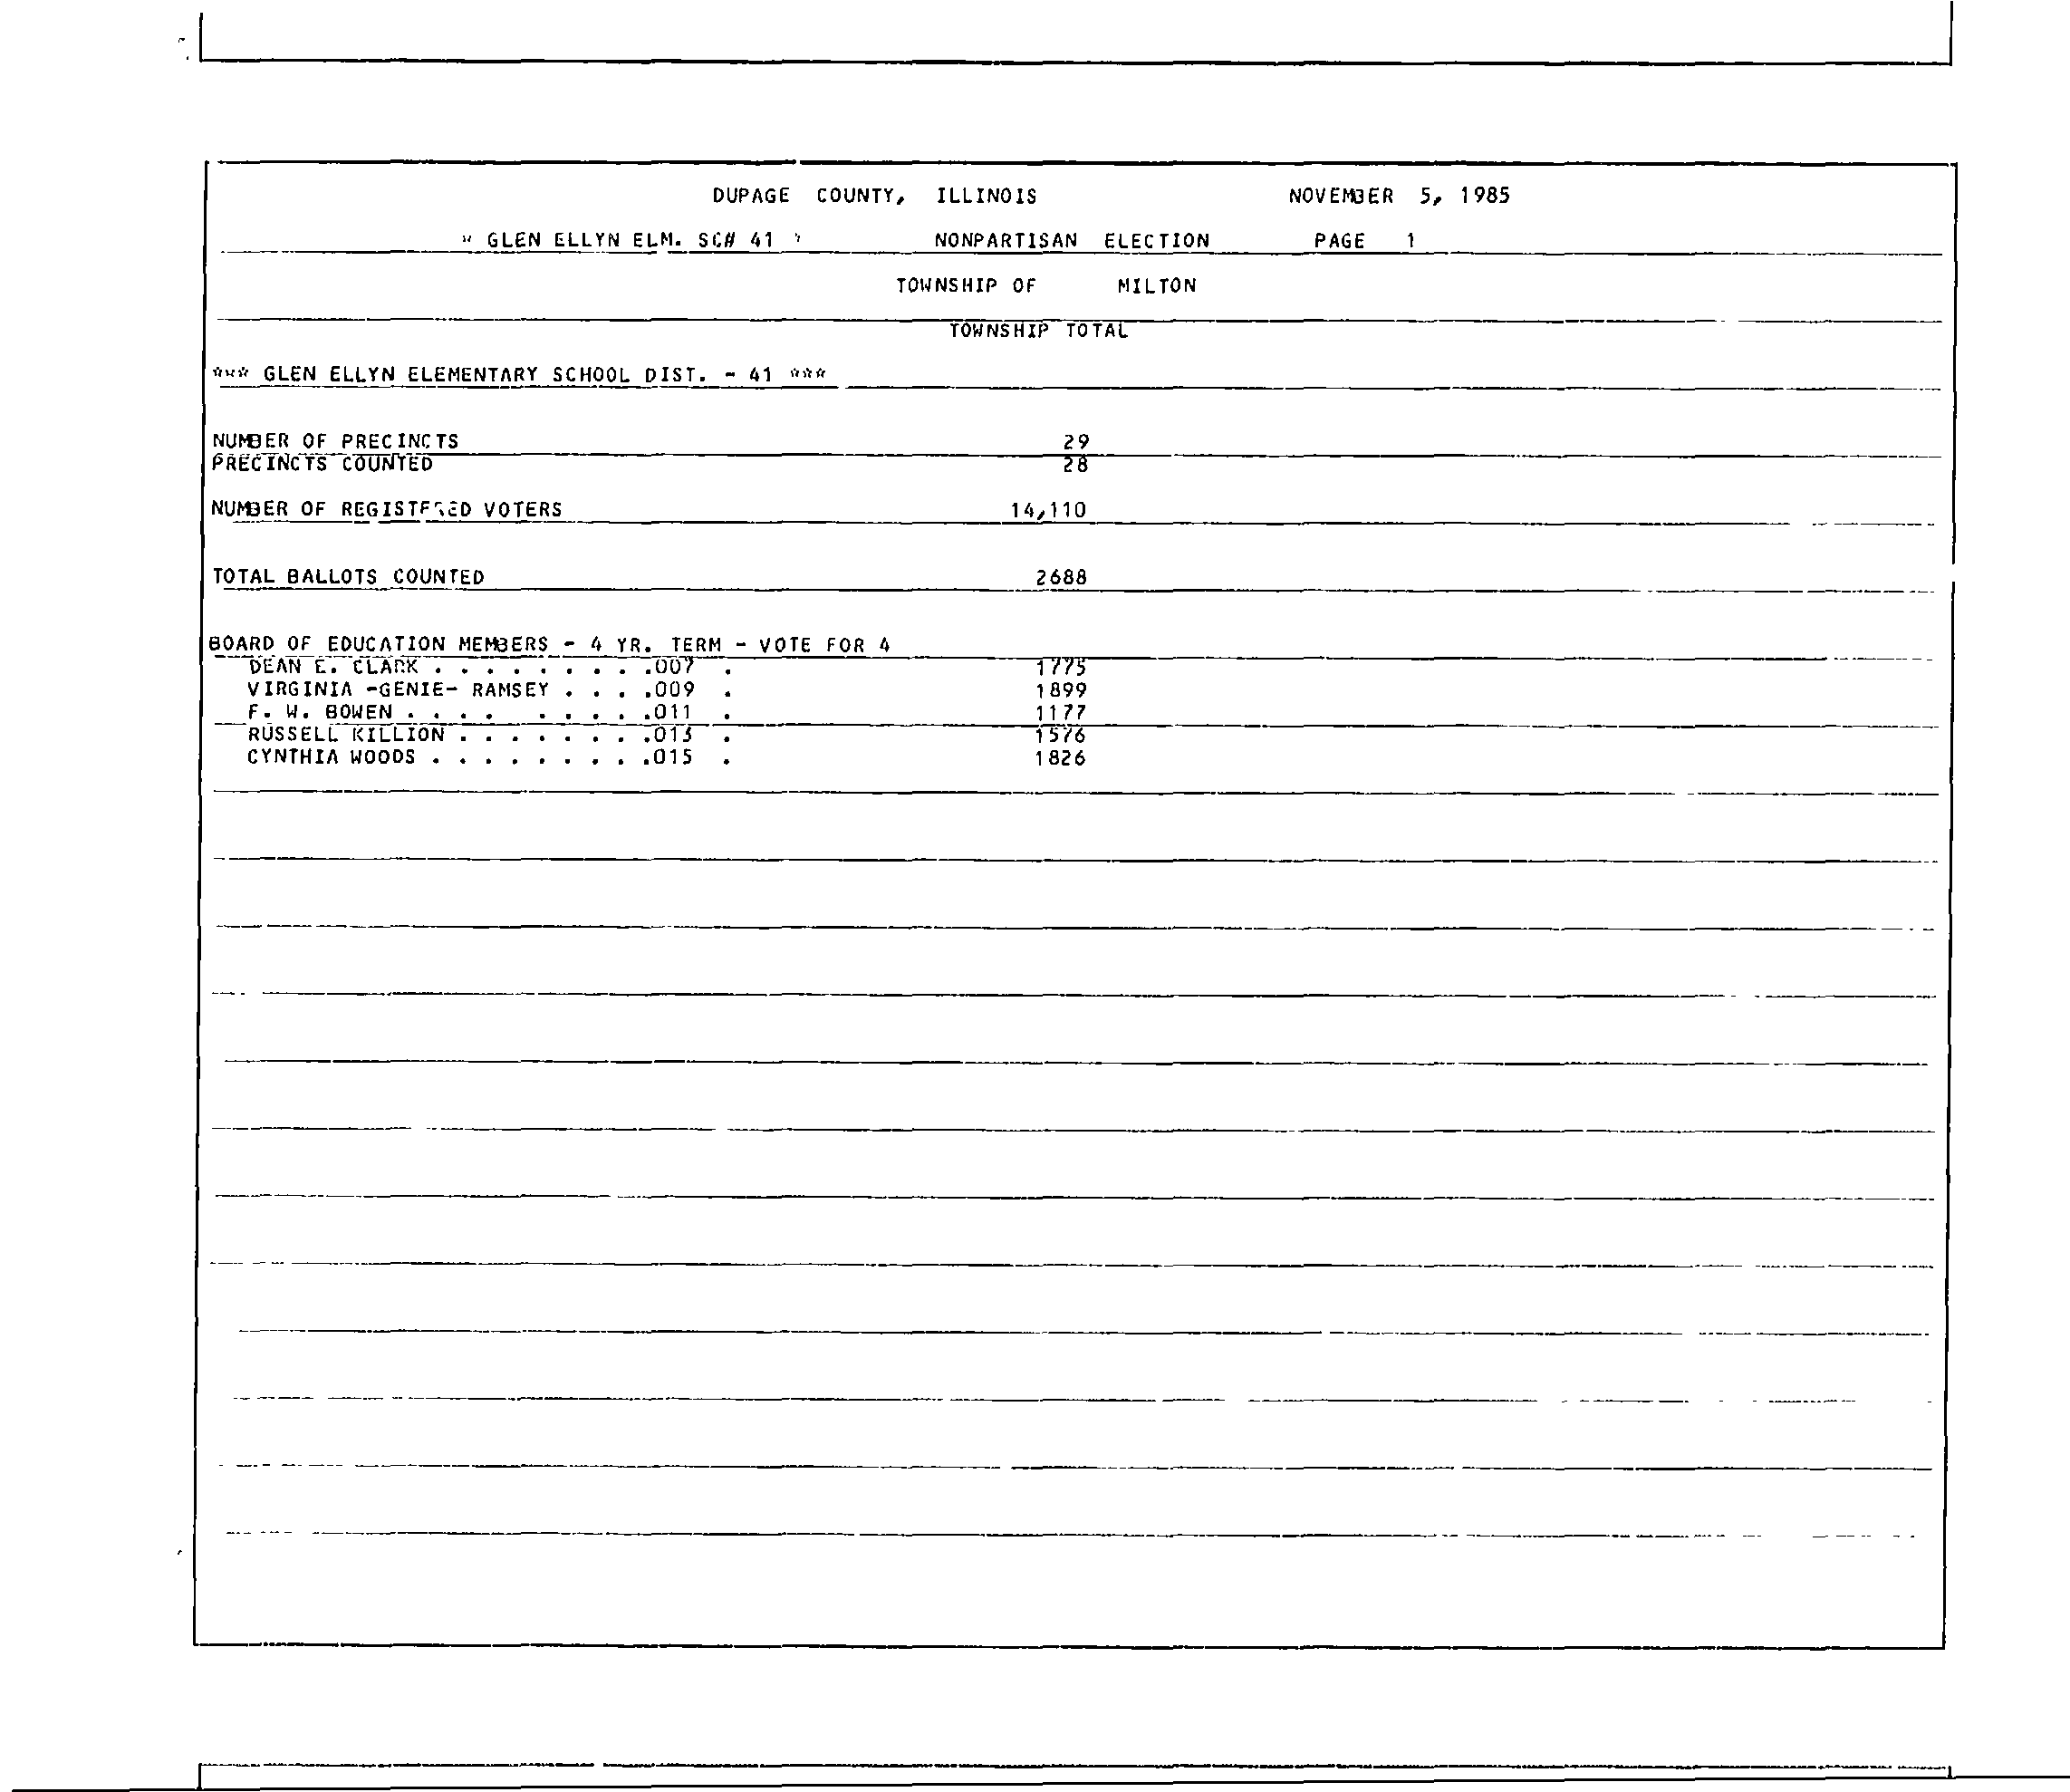 DUPAGE COUNTY, ILLINOIS NOVEMBER 5, 1985
* GLEN ELLYN ELM. SC# 41 * NONPARTISAN ELECTION PAGE 1
TOWNSHIP OF MILTON
TOWNSHIP TOTAL
*** GLEN ELLYN ELEMENTARY SCHOOL DIST. - 41 ***
NUMBER OF PRECINCTS 29
PRECINCTS COUNTED 28
NUMBER OF REGISTERED VOTERS 14,110
TOTAL BALLOTS COUNTED 2688
BOARD OF EDUCATION MEMBERS - 4 YR. TERM - VOTE FOR 4
DEAN E. CLARK . . . . . . . . .007 . 1775
VIRGINIA -GENIE- RAMSEY . . . .009 . 1899
F. W. BOWEN . . . . . . . . . .011 . 1177
RUSSELL KILLION . . . . . . . .013 . 1576
CYNTHIA WOODS . . . . . . . . .015 . 1826